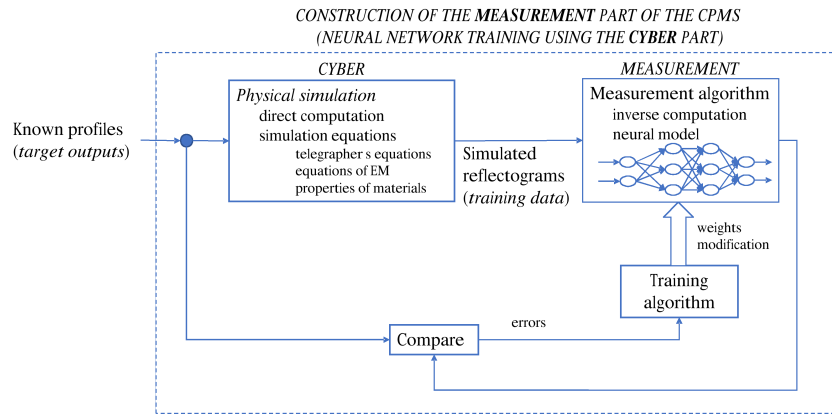 CONSTRUCTION OF THE MEASUREMENT PART OF THE CPMS
(NEURAL NETWORK TRAINING USING THE CYBER PART)
CYBER
MEASUREMENT
Known profiles
(target outputs)
Physical simulation
direct computation
simulation equations
telegrapher s equations
equations of EM
properties of materials
Simulated
reflectograms
(training data)
Measurement algorithm
inverse computation
neural model
weights
modification
Training
algorithm
errors
Compare